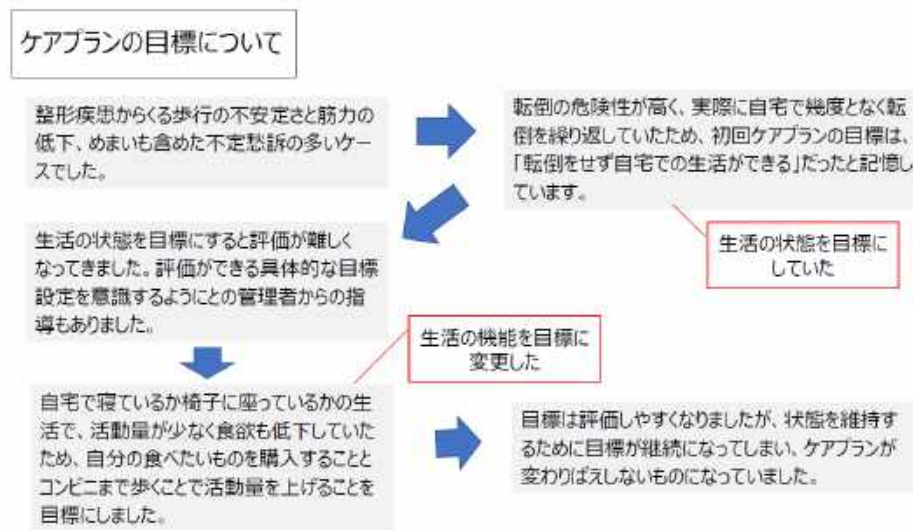 ケアプランの目標について
整形疾患からくる歩行の不安定さと筋力の
低下、めまいも含めた不定愁訴の多いケー
スでした。
転倒の危険性が高く、実際に自宅で幾度となく転
倒を繰り返していたため、初回ケアプランの目標は、
「転倒をせず自宅での生活ができる」だったと記憶し
ています。
生活の状態を目標に
していた
生活の状態を目標にすると評価が難しく
なってきました。評価ができる具体的な目標
設定を意識するようにとの管理者からの指
導もありました。
生活の機能を目標に
変更した
自宅で寝ているか椅子に座っているかの生
活で、活動量が少なく食欲も低下していた
ため、自分の食べたいものを購入することと
コンビニまで歩くことで活動量を上げることを
目標にしました。
目標は評価しやすくなりましたが、状態を維持す
るために目標が継続になってしまい、ケアプランが
変わりばえしないものになっていました。